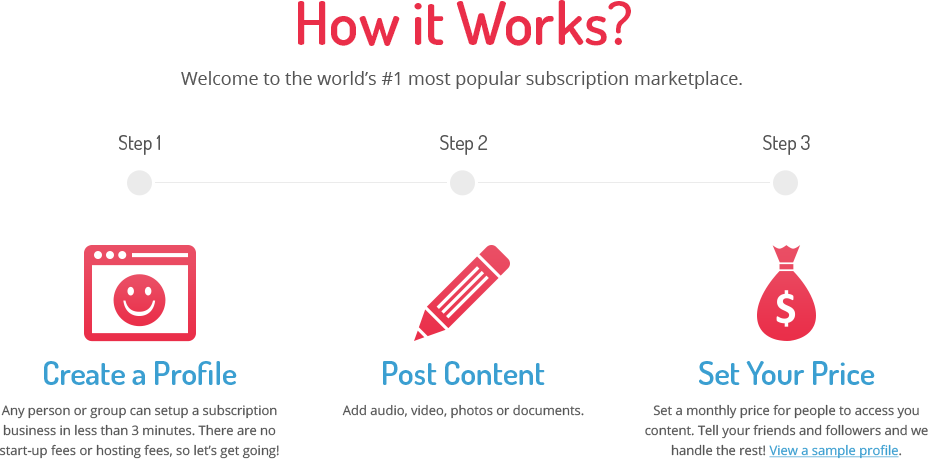 How it Works?
Welcome to the world’s #1 most popular subscription marketplace.
Step 1
Step 2
Step 3
$
Create a Profile
Any person or group can setup a subscription
business in less than 3 minutes. There are no
start-up fees or hosting fees, so let’s get going!
Post Content
Add audio, video, photos or documents.
Set Your Price
Set a monthly price for people to access you
content. Tell your friends and followers and we
handle the rest! View a sample profile.